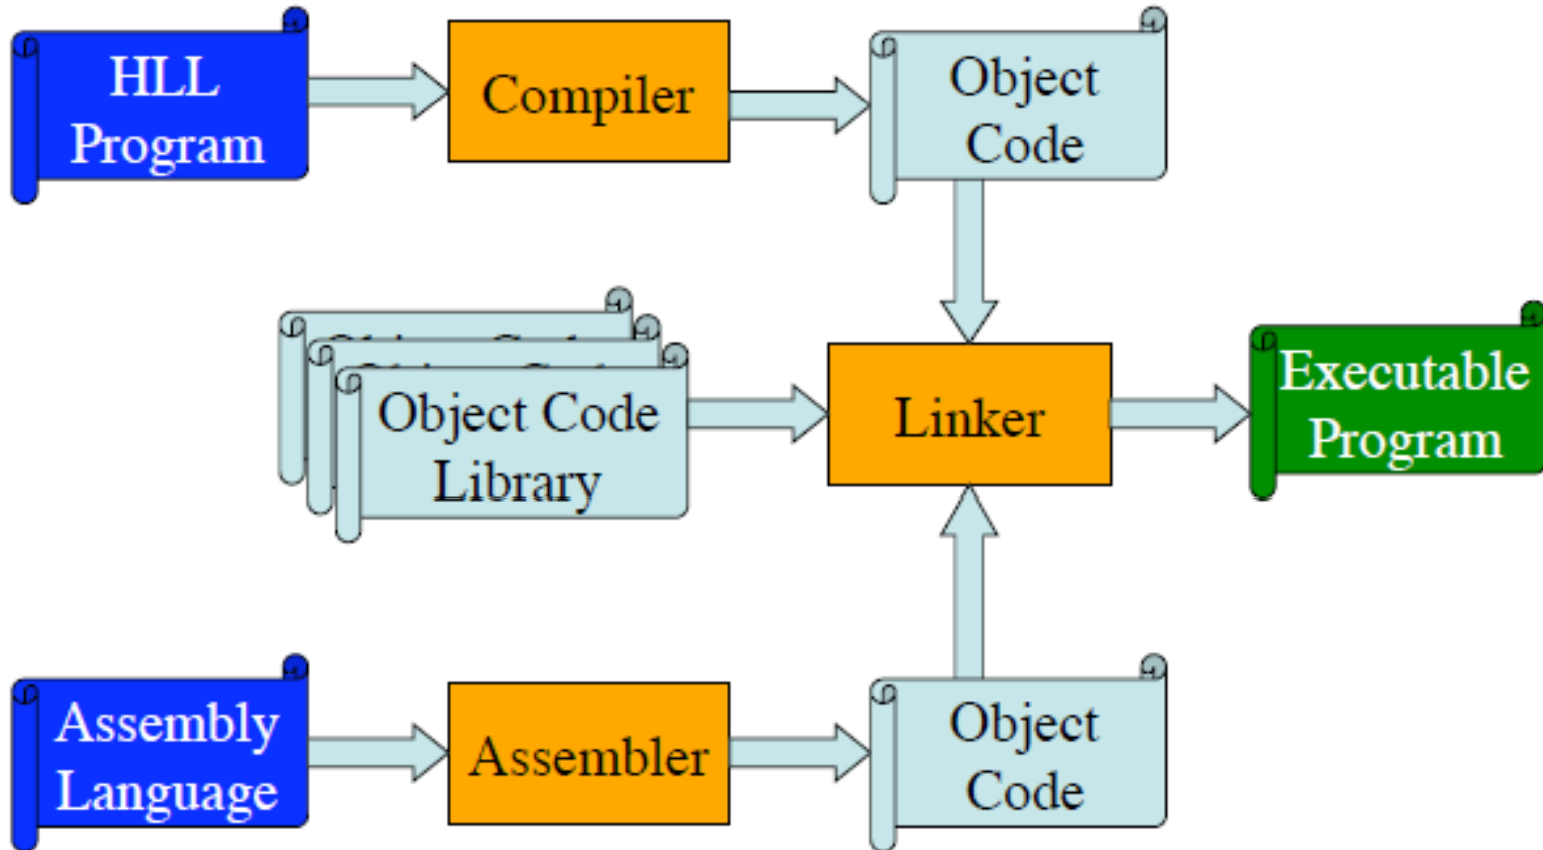 HLL
Program
Compiler
Object
Code
Object Code
Library
Linker
Executable
Program
Assembly
Language
Assembler
Object
Code